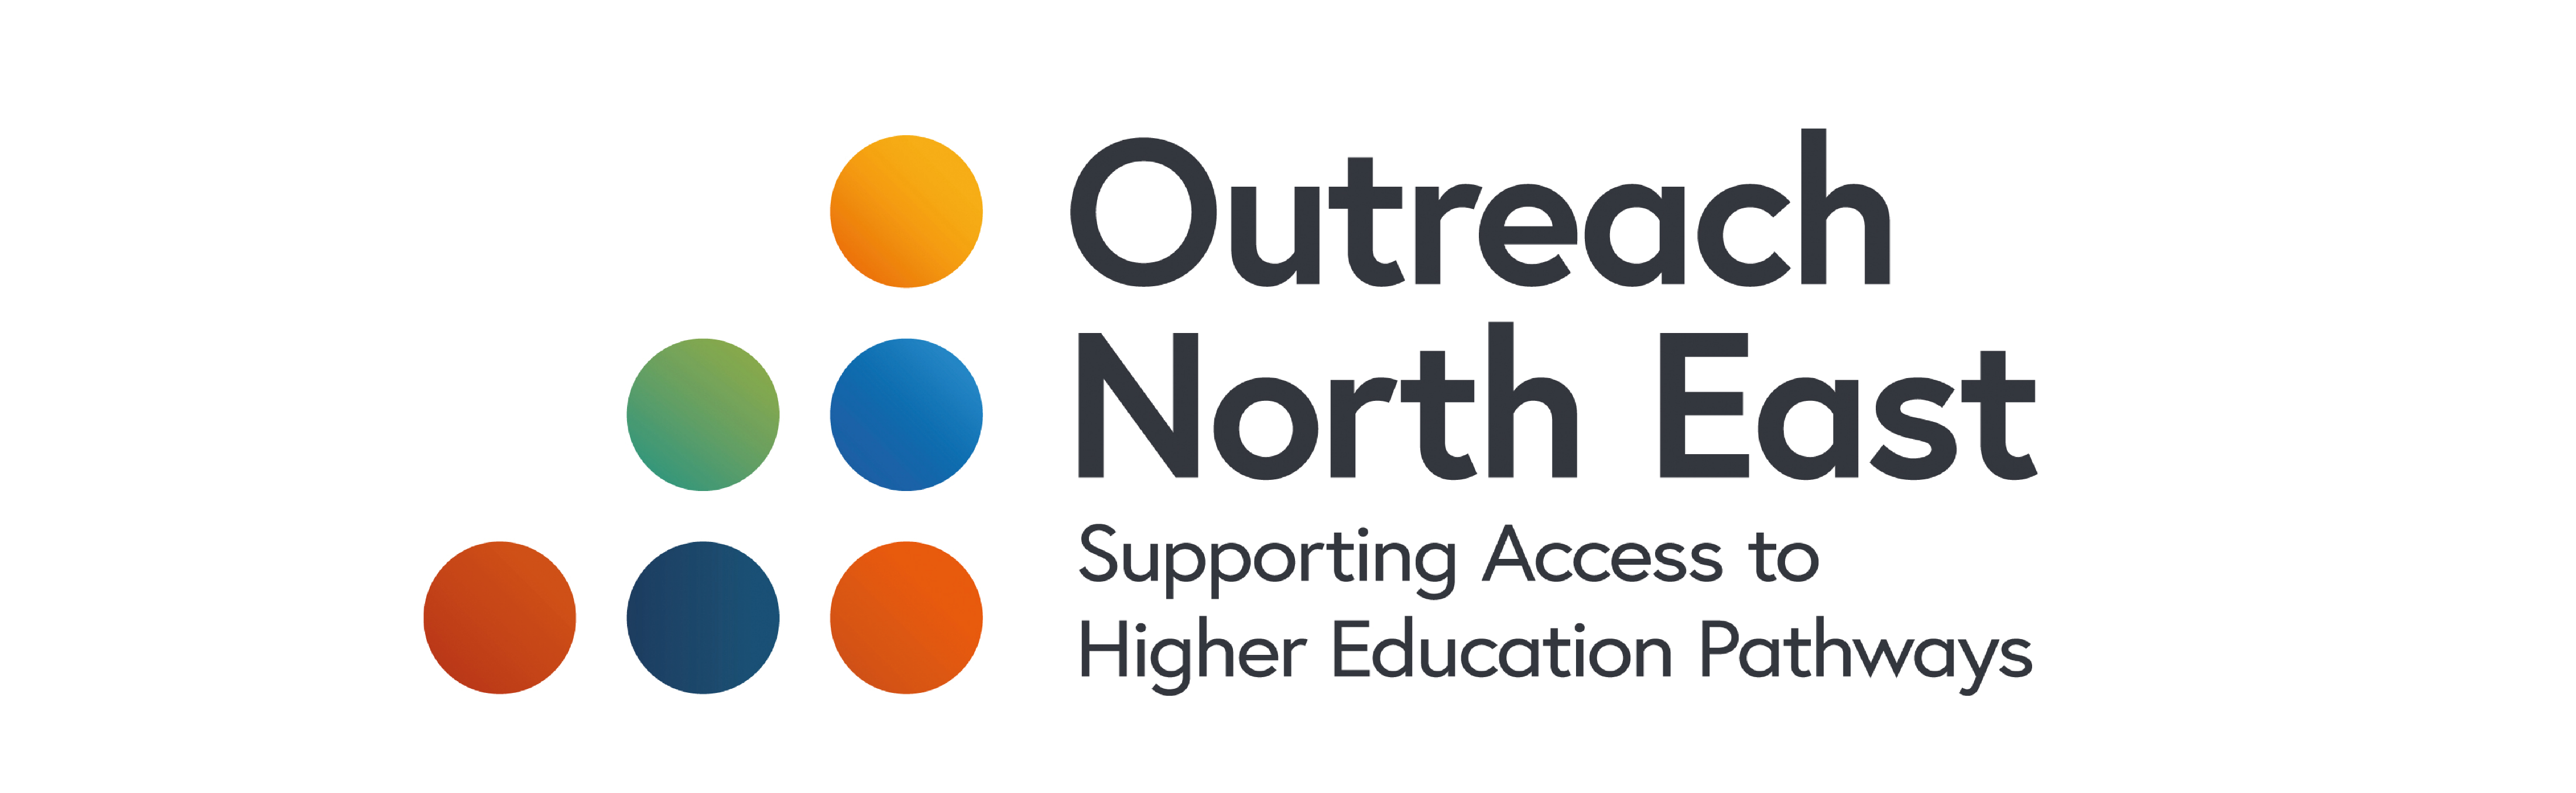 Outreach
North East
Supporting Access to
Higher Education Pathways